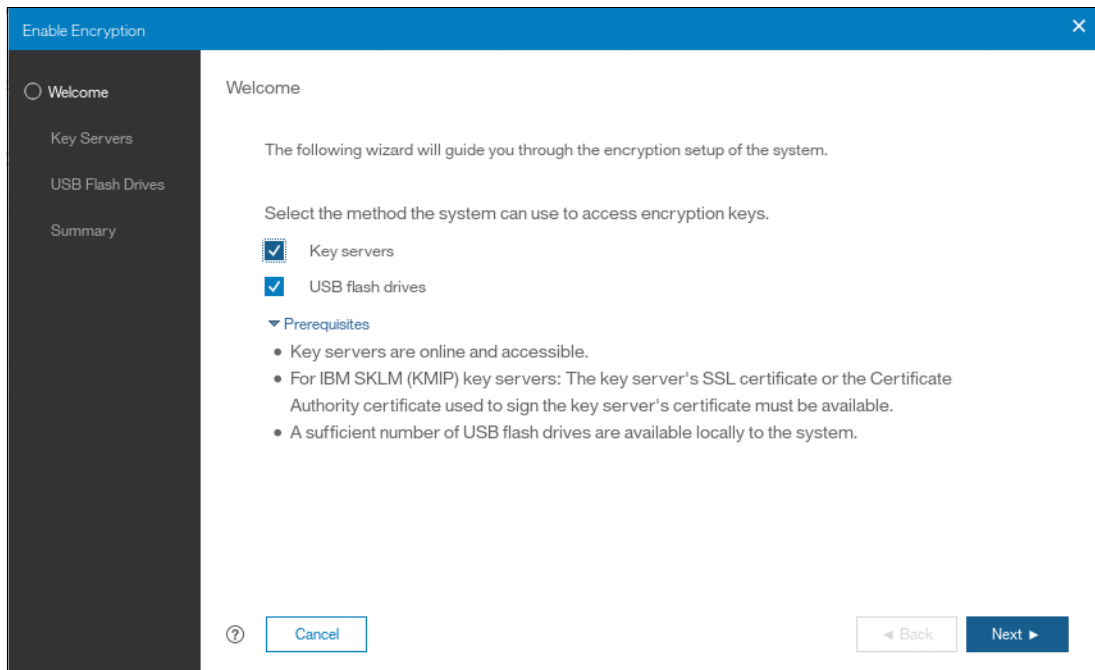 Enable Encryption
Welcome
Key Servers
USB Flash Drives
Summary
Welcome
The following wizard will guide you through the encryption setup of the system.
Select the method the system can use to access encryption keys.
Key servers
USB flash drives
Prerequisites
Key servers are online and accessible.
For IBM SKLM (KMIP) key servers: The key server's SSL certificate or the Certificate
Authority certificate used to sign the key server's certificate must be available.
A sufficient number of USB flash drives are available locally to the system.
?
Cancel
Back
Next